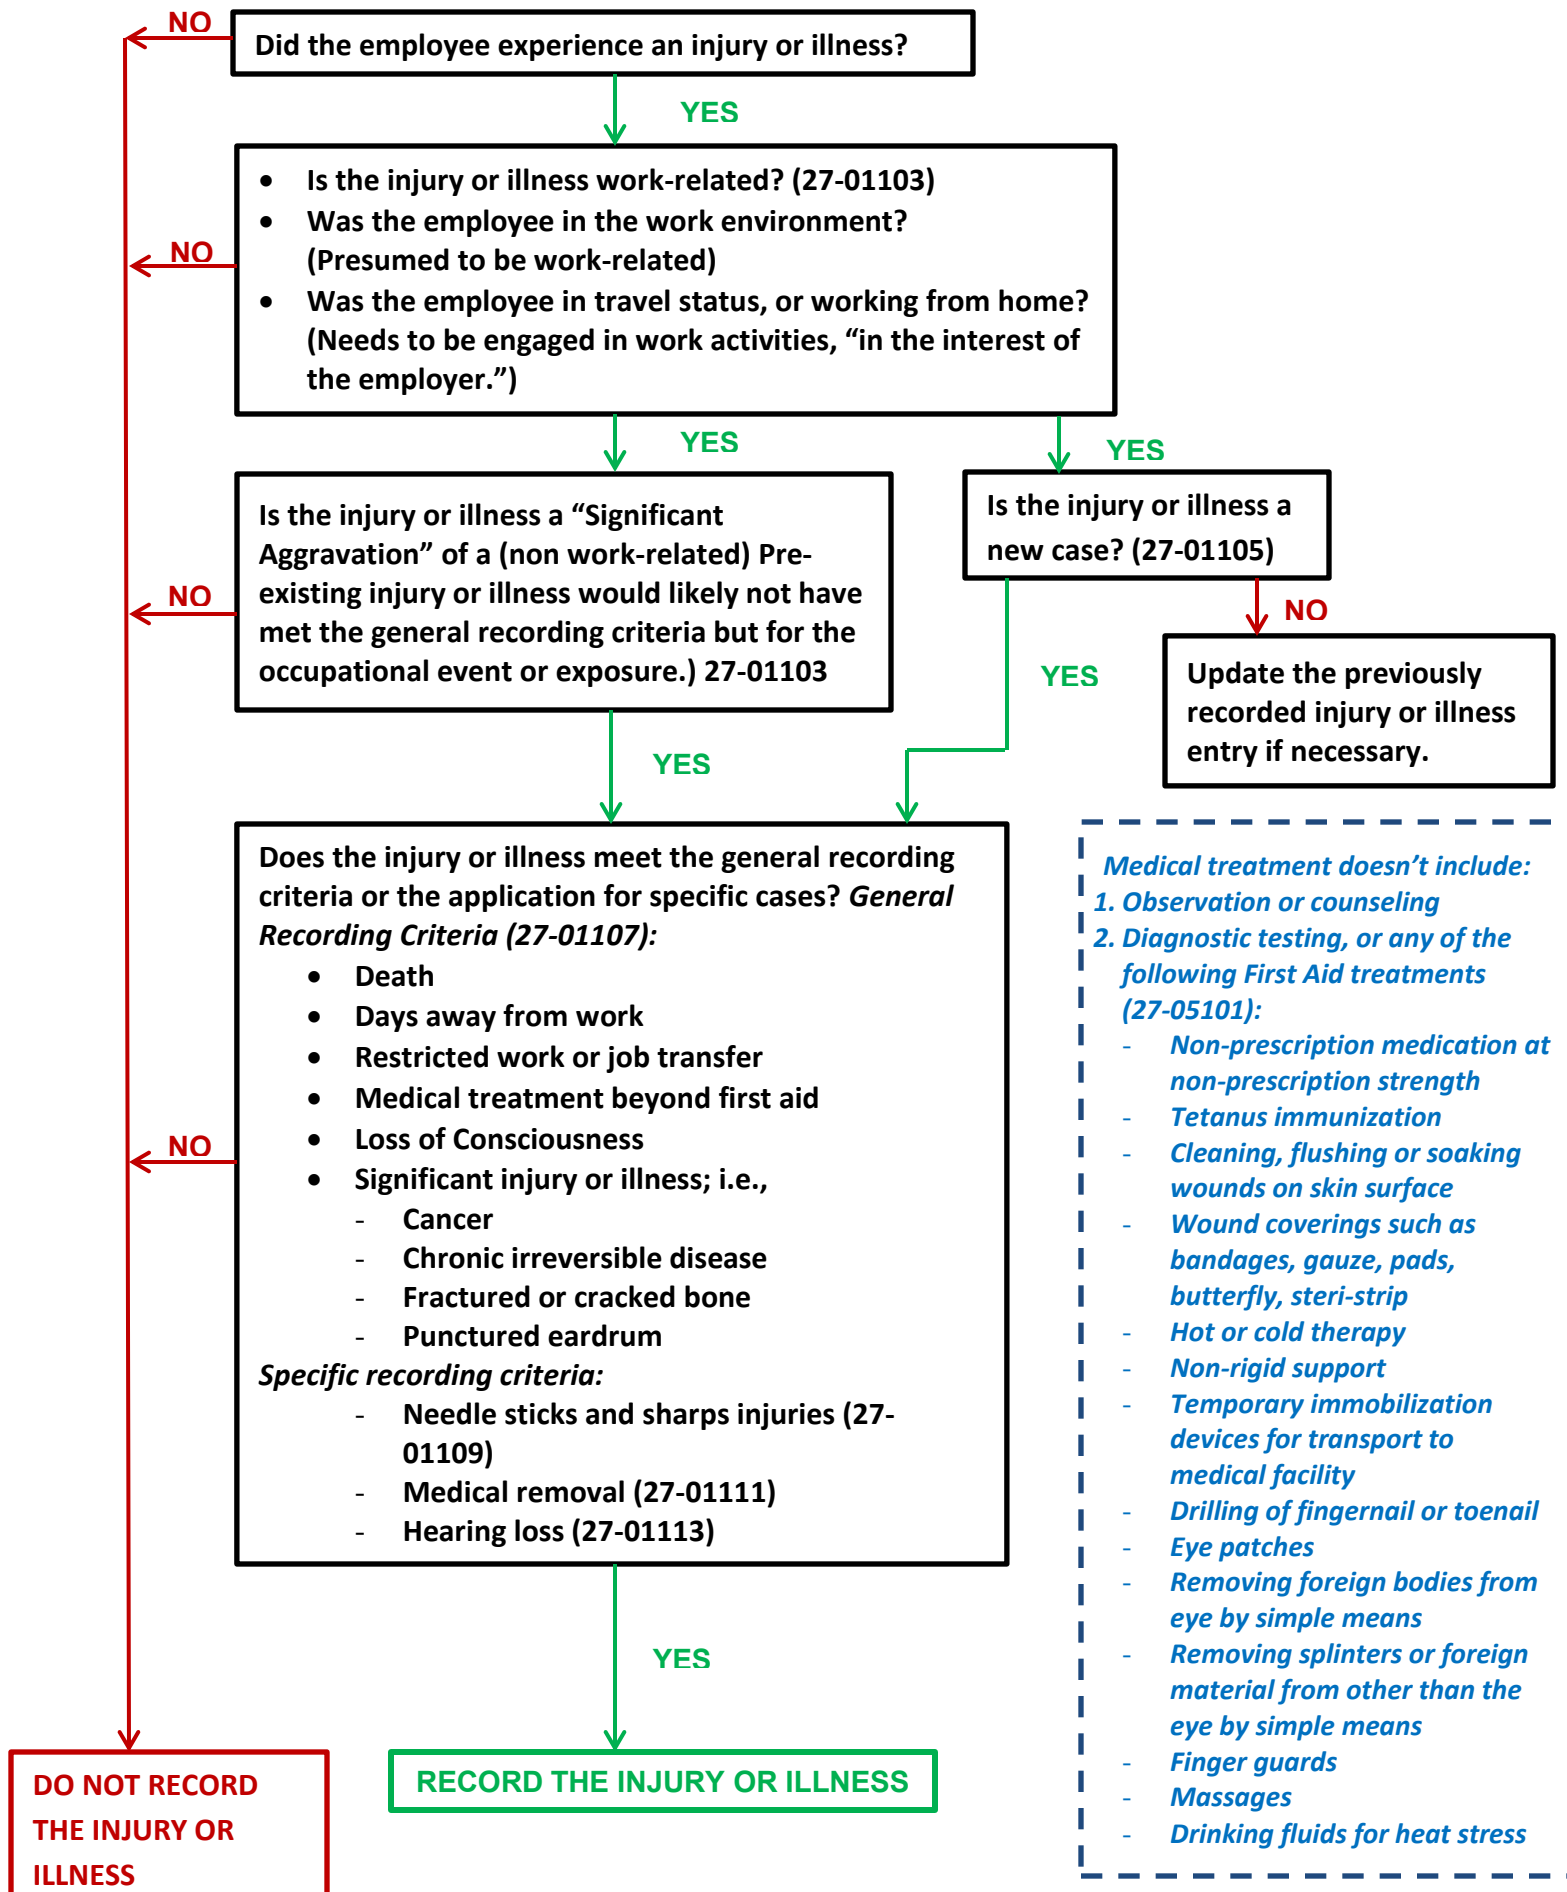 NO
Did the employee experience an injury or illness?
YES
• Is the injury or illness work-related? (27-01103)
• Was the employee in the work environment?
(Presumed to be work-related)
• Was the employee in travel status, or working from home?
(Needs to be engaged in work activities, “in the interest of
the employer.”)
NO
YES
YES
Is the injury or illness a “Significant
Aggravation” of a (non work-related) Pre-
existing injury or illness would likely not have
met the general recording criteria but for the
occupational event or exposure.) 27-01103
NO
Is the injury or illness a
new case? (27-01105)
NO
YES
Update the previously
recorded injury or illness
entry if necessary.
YES
Does the injury or illness meet the general recording
criteria or the application for specific cases? General
Recording Criteria (27-01107):
• Death
• Days away from work
• Restricted work or job transfer
• Medical treatment beyond first aid
• Loss of Consciousness
• Significant injury or illness; i.e.,
- Cancer
- Chronic irreversible disease
- Fractured or cracked bone
- Punctured eardrum
Specific recording criteria:
- Needle sticks and sharps injuries (27-
01109)
- Medical removal (27-01111)
- Hearing loss (27-01113)
NO
Medical treatment doesn’t include:
1. Observation or counseling
2. Diagnostic testing, or any of the
following First Aid treatments
(27-05101):
- Non-prescription medication at
non-prescription strength
- Tetanus immunization
- Cleaning, flushing or soaking
wounds on skin surface
- Wound coverings such as
bandages, gauze, pads,
butterfly, steri-strip
- Hot or cold therapy
- Non-rigid support
- Temporary immobilization
devices for transport to
medical facility
- Drilling of fingernail or toenail
- Eye patches
- Removing foreign bodies from
eye by simple means
- Removing splinters or foreign
material from other than the
eye by simple means
- Finger guards
- Massages
- Drinking fluids for heat stress
YES
DO NOT RECORD
THE INJURY OR
ILLNESS
RECORD THE INJURY OR ILLNESS